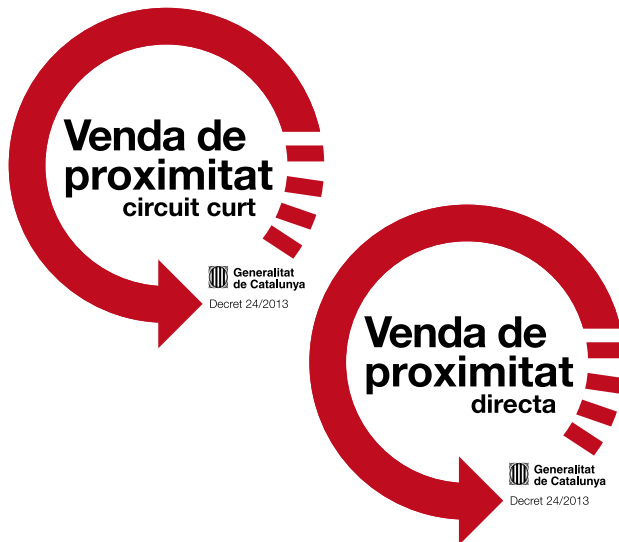 Venda de
proximitat
circuit curt
Generalitat
de Catalunya
Decret 24/2013
Venda de
proximitat
directa
Generalitat
de Catalunya
Decret 24/2013